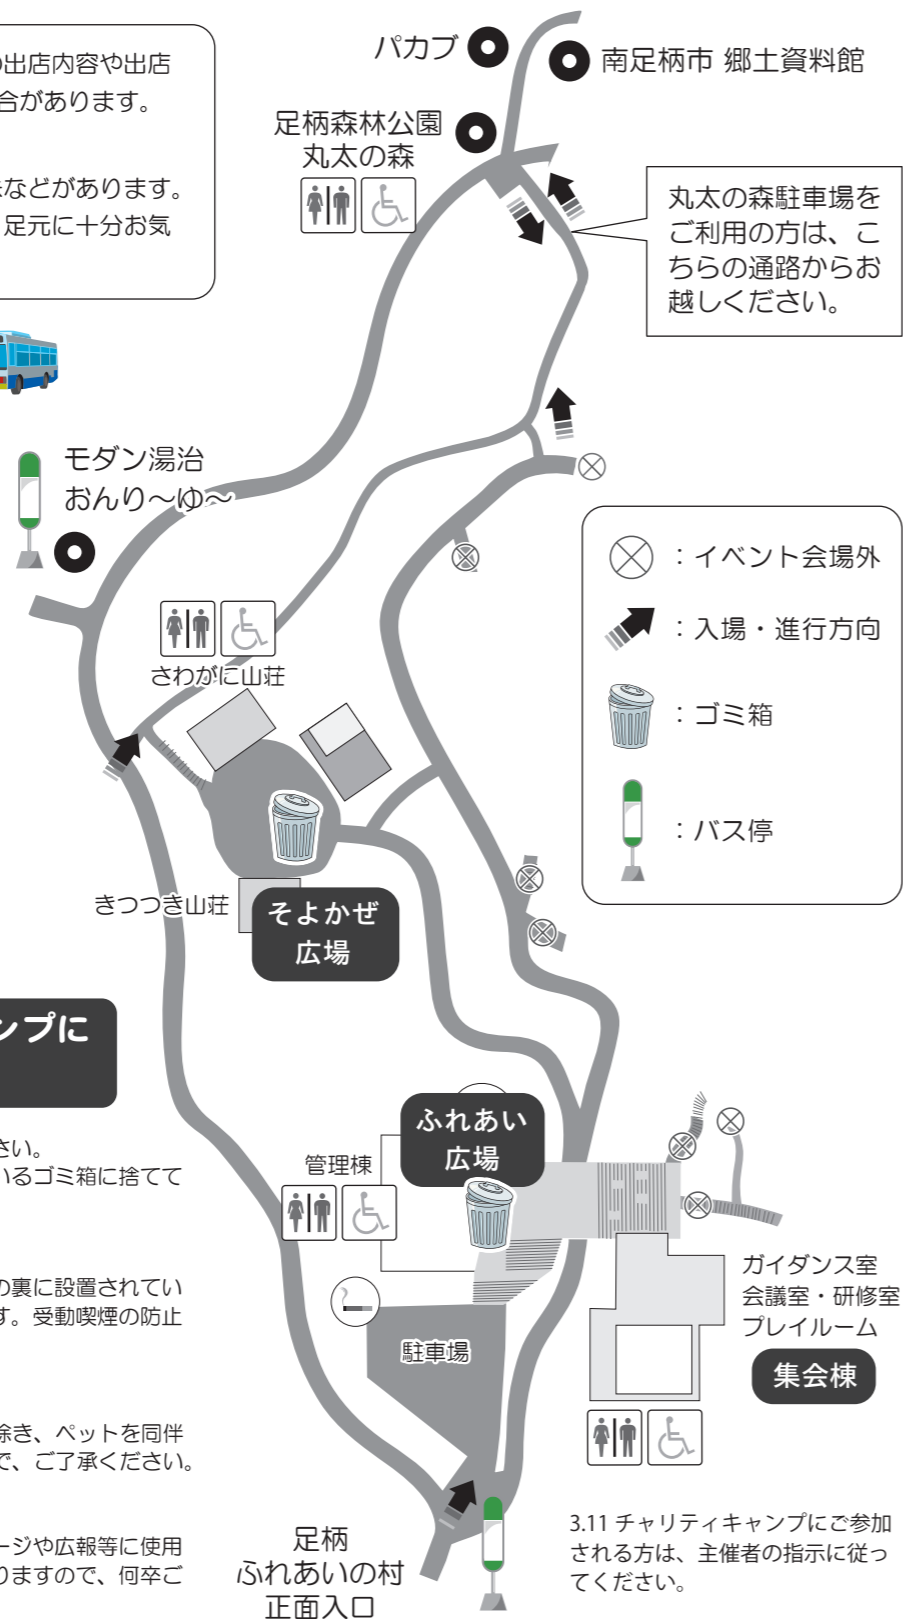 の出店内容や出店
合があります。
などがあります。
足元に十分お気
パカブ
南足柄市 郷土資料館
足柄森林公園
丸太の森
丸太の森駐車場を
ご利用の方は、こ
ちらの通路からお
越しください。
モダン湯治
おんり～ゆ～
：イベント会場外
：入場・進行方向
：ゴミ箱
：バス停
さわがに山荘
きつつき山荘
そよかぜ
広場
ンプに
さい。
いるゴミ箱に捨てて
の裏に設置されてい
す。受動喫煙の防止
除き、ペットを同伴
で、ご了承ください。
ージや広報等に使用
りますので、何卒ご
ふれあい
広場
管理棟
駐車場
ガイダンス室
会議室・研修室
プレイルーム
集会棟
足柄
ふれあいの村
正面入口
3.11 チャリティキャンプにご参加
される方は、主催者の指示に従っ
てください。